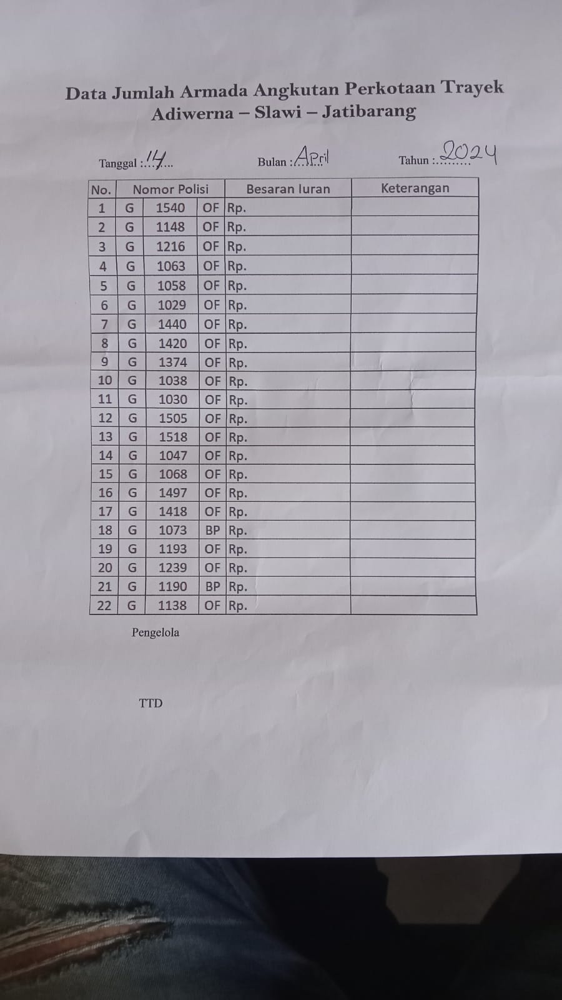 Data Jumlah Armada Angkutan Perkotaan Trayek
Adiwerna – Slawi – Jatibarang
Tanggal :14 Bulan :April Tahun :2024
No. Nomor Polisi Besaran Iuran Keterangan
1 G 1540 OF Rp.
2 G 1148 OF Rp.
3 G 1216 OF Rp.
4 G 1063 OF Rp.
5 G 1058 OF Rp.
6 G 1029 OF Rp.
7 G 1440 OF Rp.
8 G 1420 OF Rp.
9 G 1374 OF Rp.
10 G 1038 OF Rp.
11 G 1030 OF Rp.
12 G 1505 OF Rp.
13 G 1518 OF Rp.
14 G 1047 OF Rp.
15 G 1068 OF Rp.
16 G 1497 OF Rp.
17 G 1418 OF Rp.
18 G 1073 BP Rp.
19 G 1193 OF Rp.
20 G 1239 OF Rp.
21 G 1190 BP Rp.
22 G 1138 OF Rp.
Pengelola
TTD